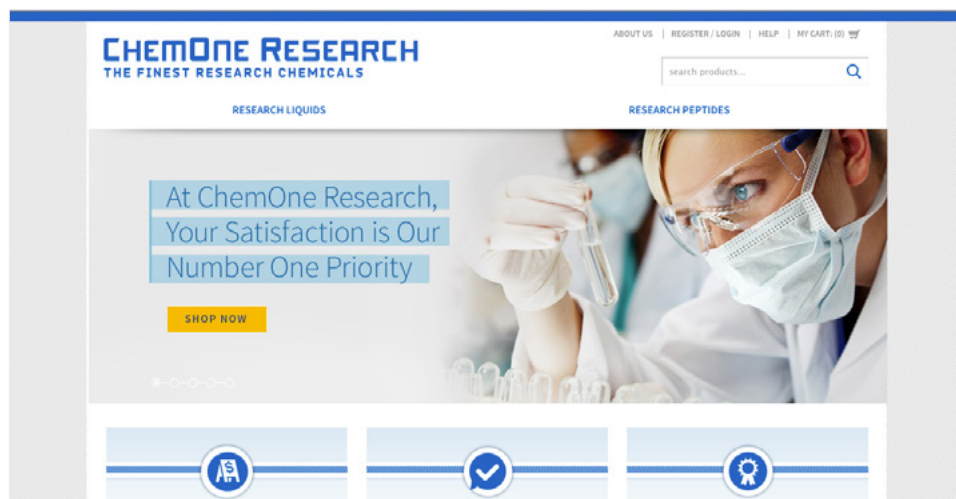 ABOUT US | REGISTER / LOGIN | HELP | MY CART: (0)
CHEMONE RESEARCH
THE FINEST RESEARCH CHEMICALS
search products...
RESEARCH LIQUIDS
RESEARCH PEPTIDES
At ChemOne Research,
Your Satisfaction is Our
Number One Priority
SHOP NOW
$